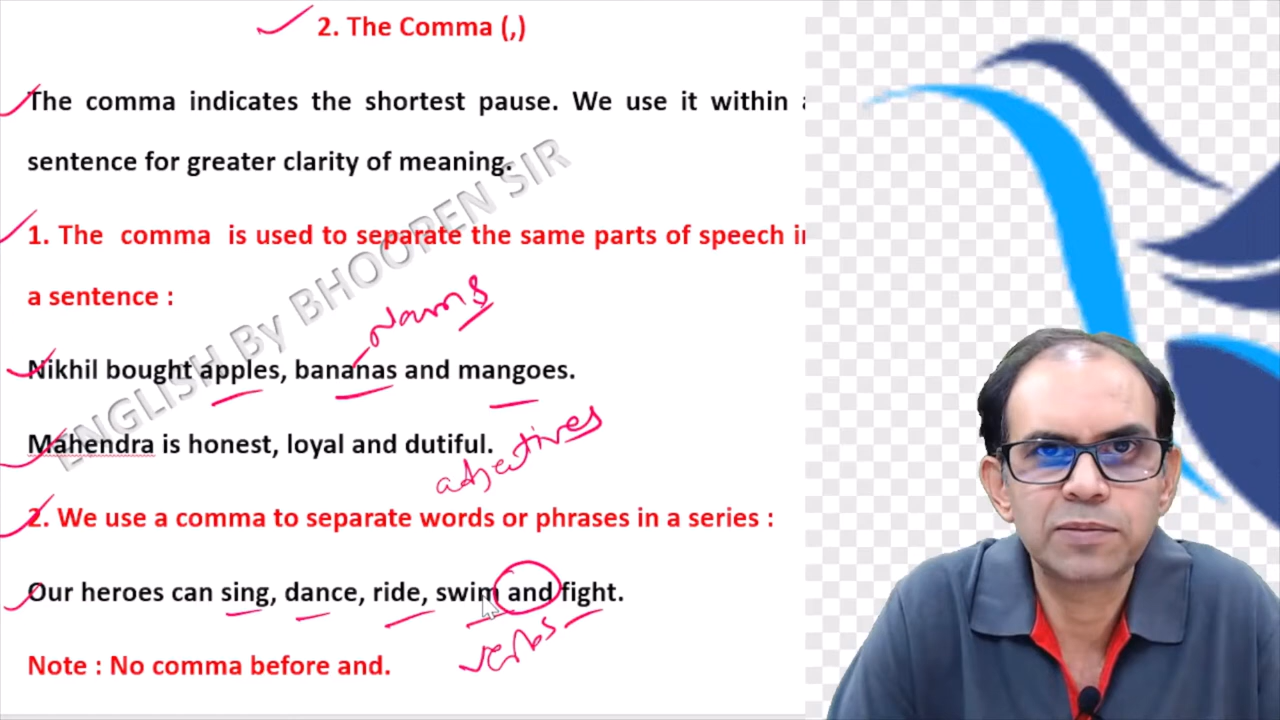 2. The Comma (,)
The comma indicates the shortest pause. We use it within
sentence for greater clarity of meaning.
1. The comma is used to separate the same parts of speech in
a sentence :
Nouns
Nikhil bought apples, bananas and mangoes.
Mahendra is honest, loyal and dutiful.
adjectives
2. We use a comma to separate words or phrases in a series :
Our heroes can sing, dance, ride, swim and fight.
verbs
Note : No comma before and.
ENGLISH By BHOOPEN SIR